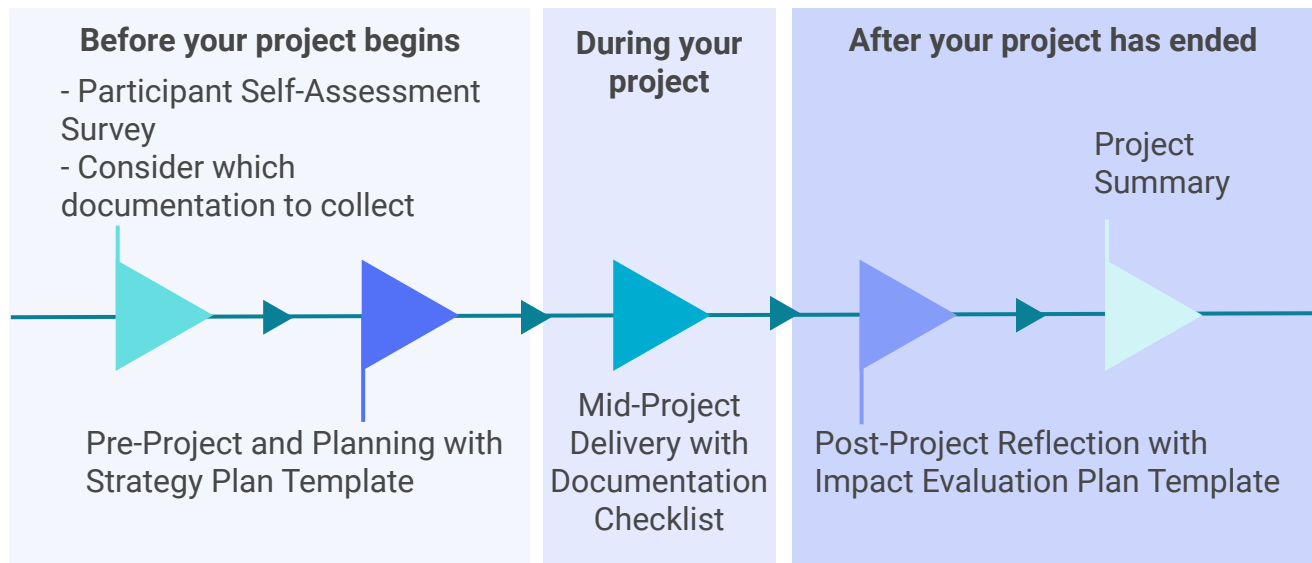 Before your project begins
- Participant Self-Assessment
Survey
- Consider which
documentation to collect
Pre-Project and Planning with
Strategy Plan Template
During your
project
Mid-Project
Delivery with
Documentation
Checklist
After your project has ended
Project
Summary
Post-Project Reflection with
Impact Evaluation Plan Template